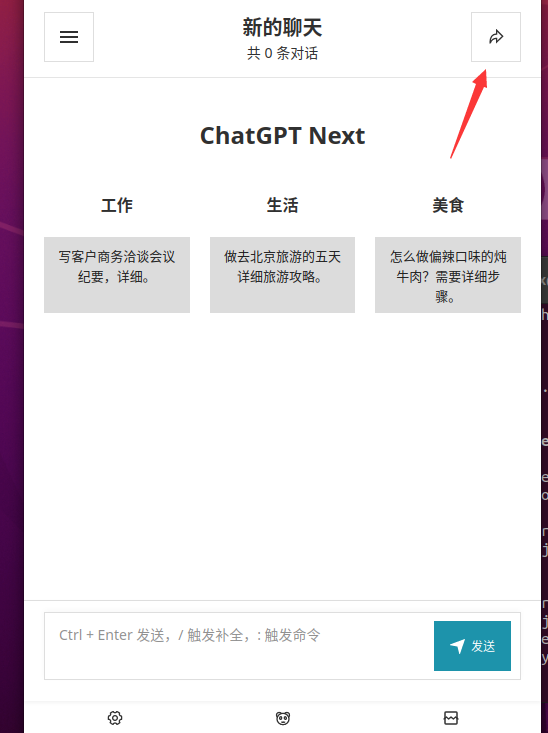 新的聊天
共 0 条对话
ChatGPT Next
工作
生活
美食
写客户商务洽谈会议
纪要，详细。
做去北京旅游的五天
详细旅游攻略。
怎么做偏辣口味的炖
牛肉？需要详细步
骤。
Ctrl + Enter 发送，/ 触发补全，: 触发命令
发送